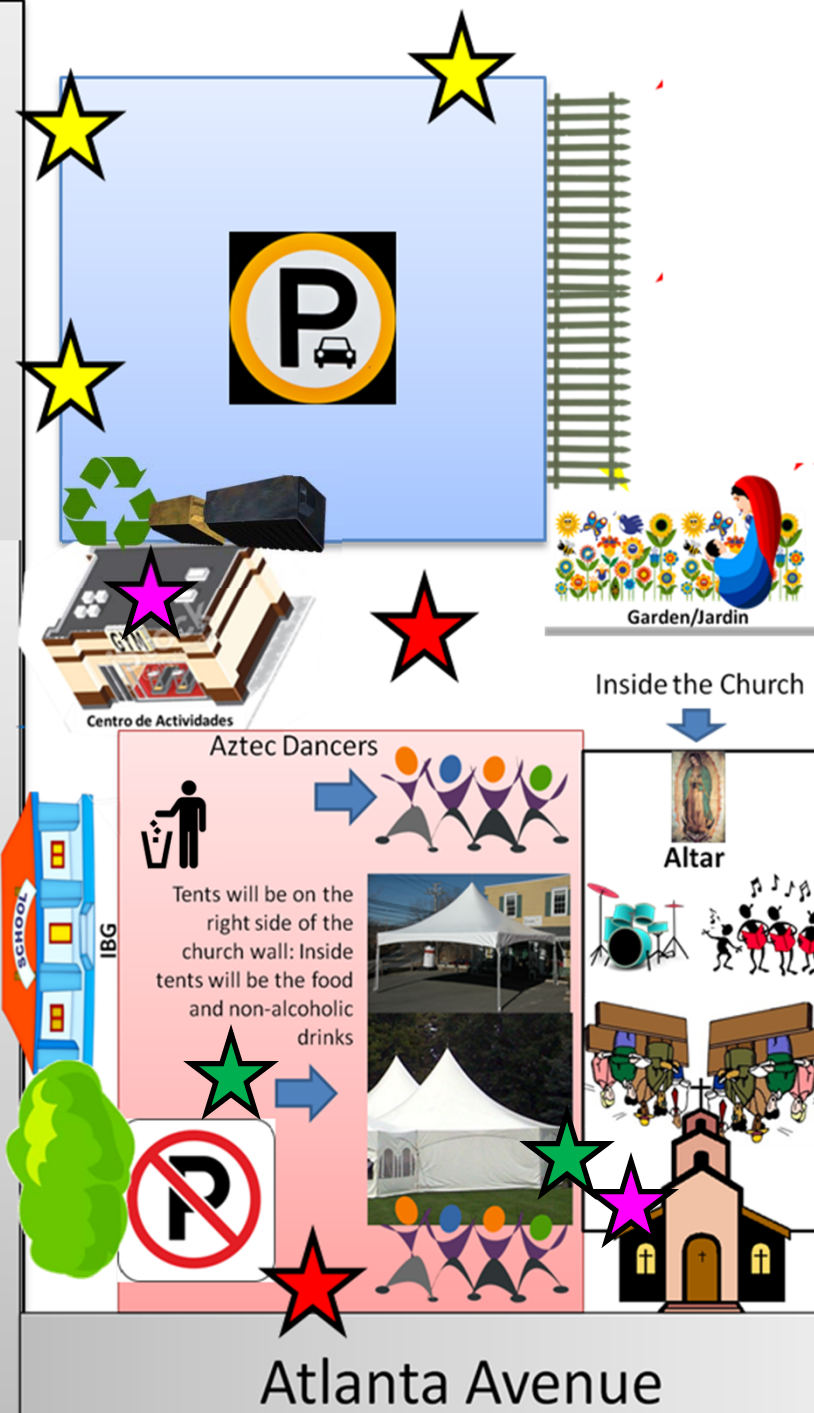 P
GYM
Centro de Actividades
Garden/Jardin
Inside the Church
Aztec Dancers
Altar
SCHOOL
IBG
Tents will be on the
right side of the
church wall: Inside
tents will be the food
and non-alcoholic
drinks
P
Atlanta Avenue